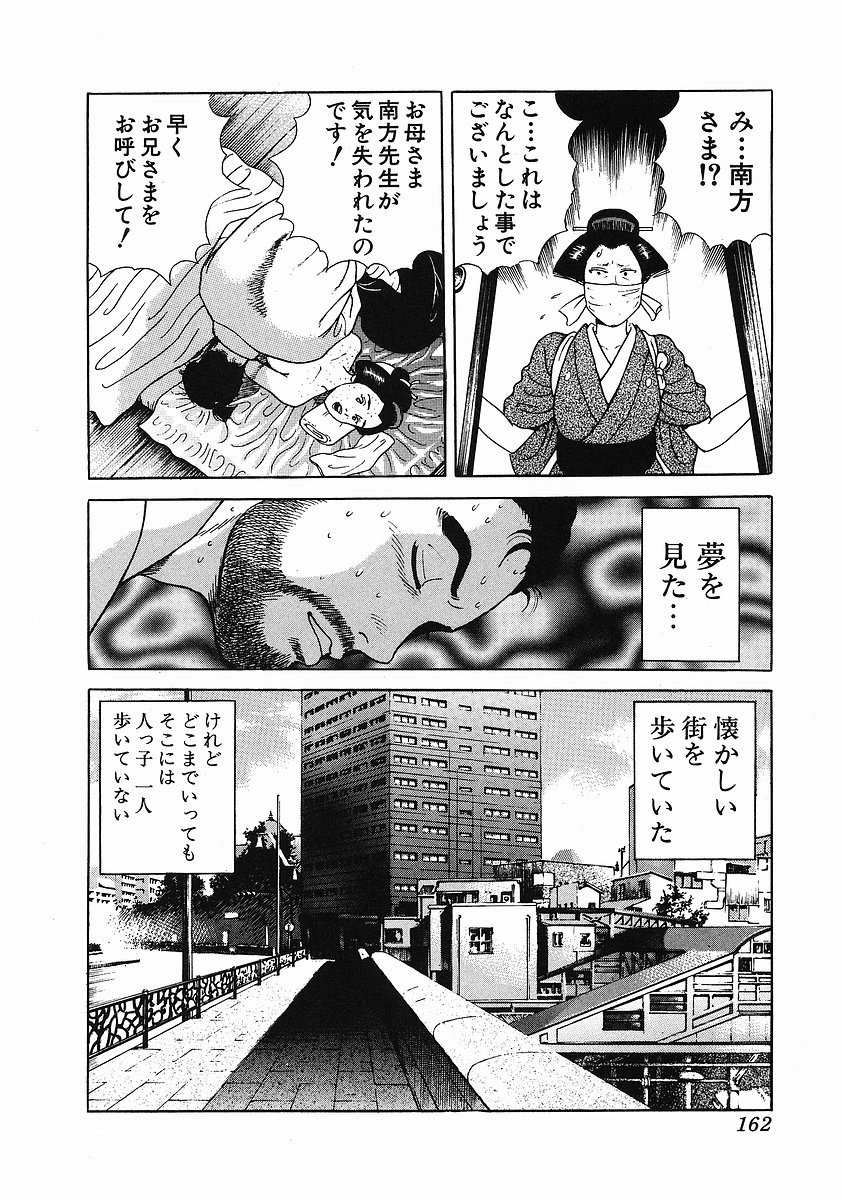 み…南方
さま!?
こ…これは
なんとした事で
ございましょう
お母さま
南方先生が
気を失われたの
です!
早く
お兄さまを
お呼びして!
夢を
見た…
懐かしい
街を
歩いていた
けれど
どこまでいっても
そこには
人っ子一人
歩いていない
162